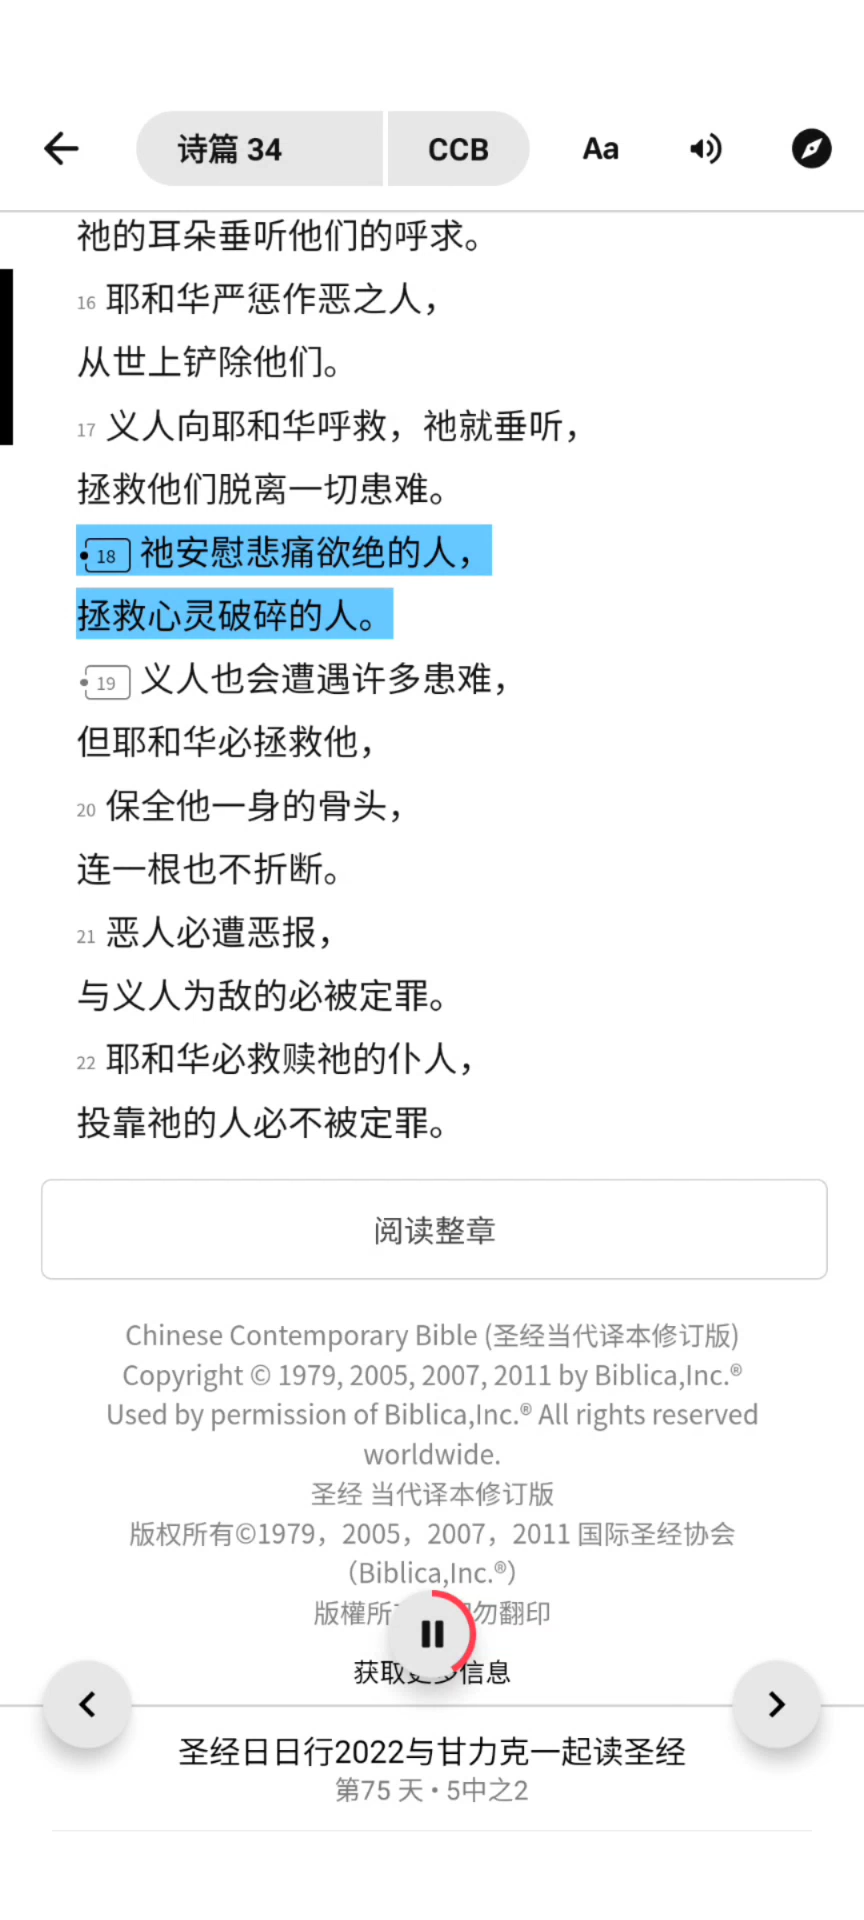 诗篇 34 CCB Aa
祂的耳朵垂听他们的呼求。
16 耶和华严惩作恶之人，
从世上铲除他们。
17 义人向耶和华呼救，祂就垂听，
拯救他们脱离一切患难。
18 祂安慰悲痛欲绝的人，
拯救心灵破碎的人。
19 义人也会遭遇许多患难，
但耶和华必拯救他，
20 保全他一身的骨头，
连一根也不折断。
21 恶人必遭恶报，
与义人为敌的必被定罪。
22 耶和华必救赎祂的仆人，
投靠祂的人必不被定罪。
阅读整章
Chinese Contemporary Bible (圣经当代译本修订版)
Copyright © 1979, 2005, 2007, 2011 by Biblica,Inc.®
Used by permission of Biblica,Inc.® All rights reserved
worldwide.
圣经 当代译本修订版
版权所有©1979，2005，2007，2011 国际圣经协会
（Biblica,Inc.®）
版權所 勿翻印
获取 信息
圣经日日行2022与甘力克一起读圣经
第75 天 • 5中之2